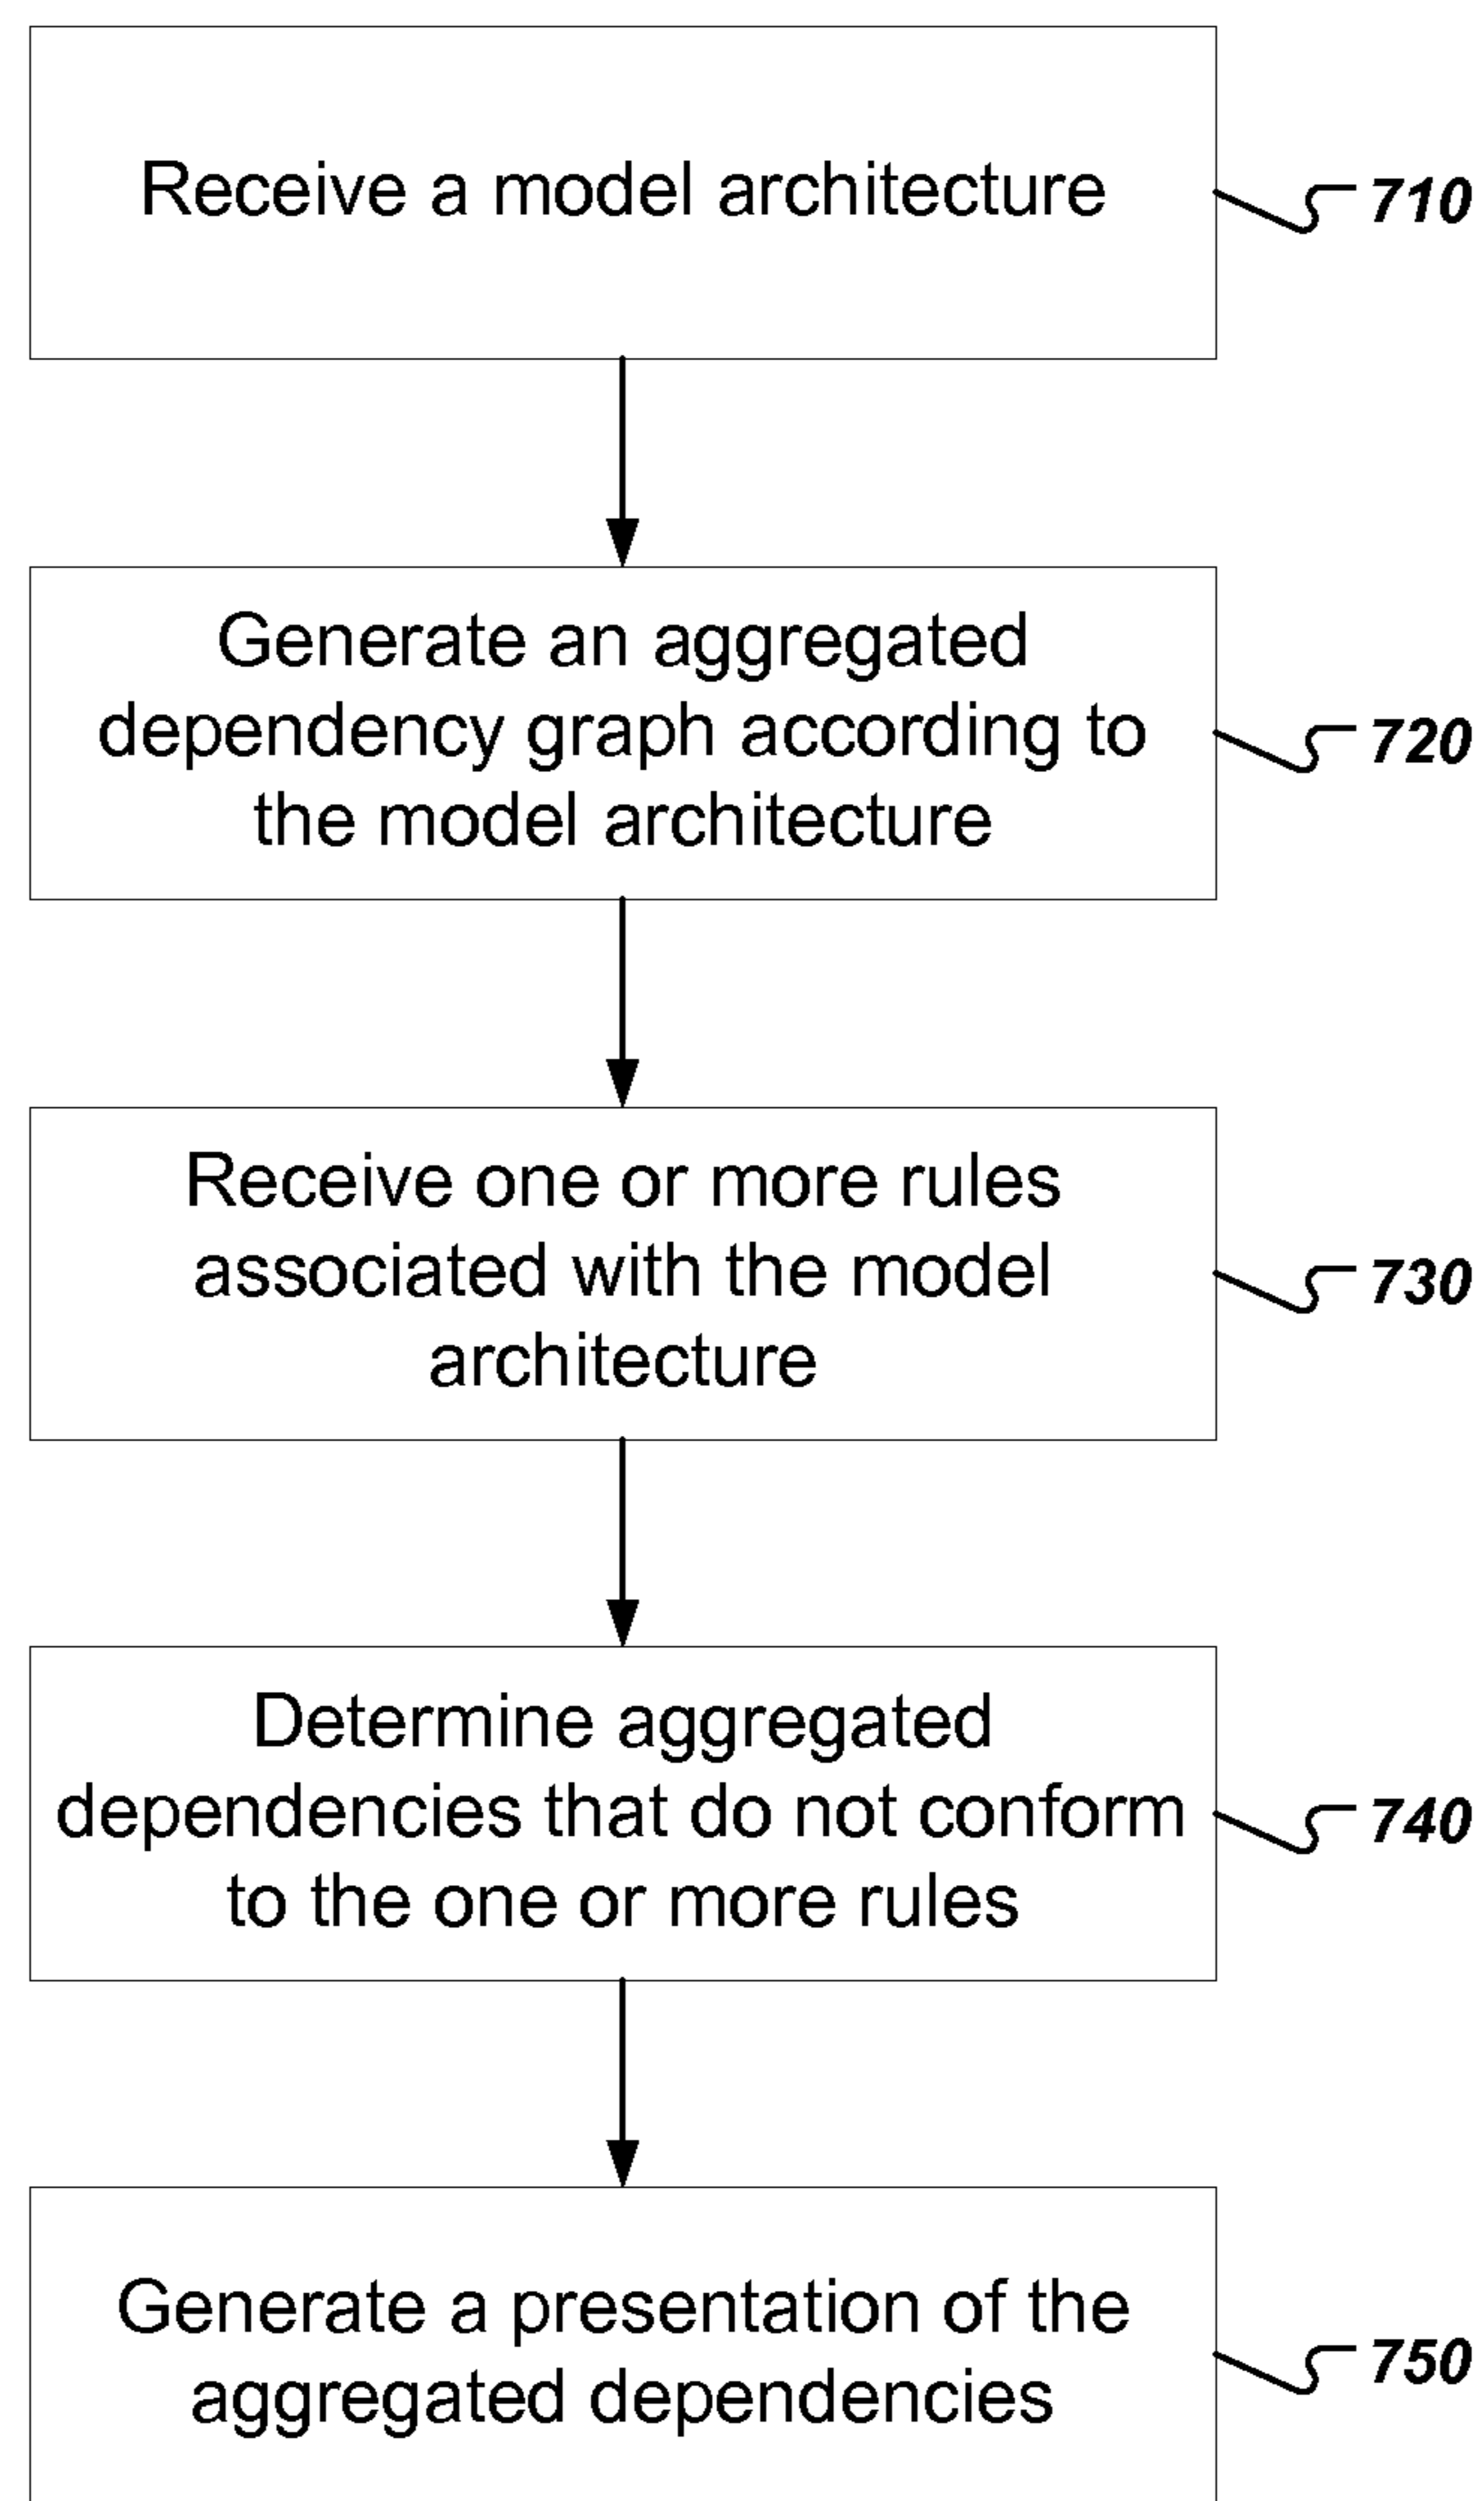 Receive a model architecture
710
Generate an aggregated
dependency graph according to
the model architecture
720
Receive one or more rules
associated with the model
architecture
730
Determine aggregated
dependencies that do not conform
to the one or more rules
740
Generate a presentation of the
aggregated dependencies
750